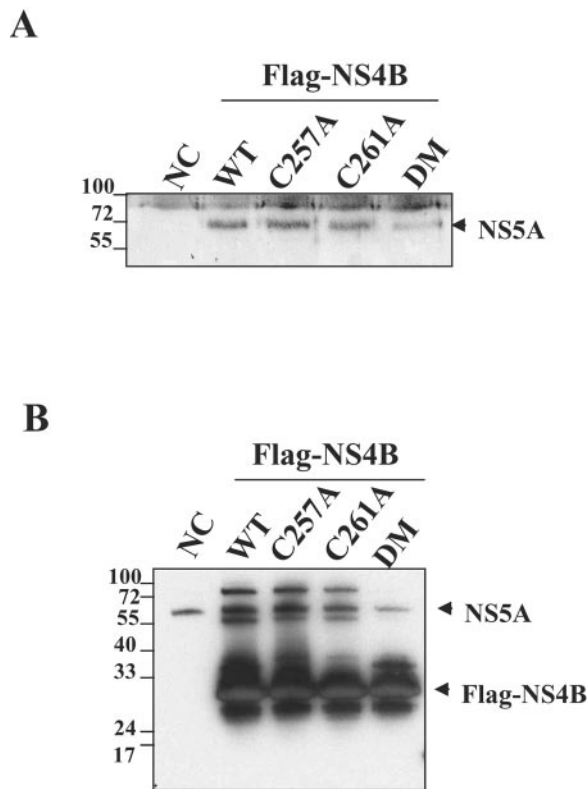 A
Flag-NS4B
NC WT C257A C261A DM
100
72
55
NS5A
B
Flag-NS4B
NC WT C257A C261A DM
100
72
55
40
33
24
17
NS5A
Flag-NS4B